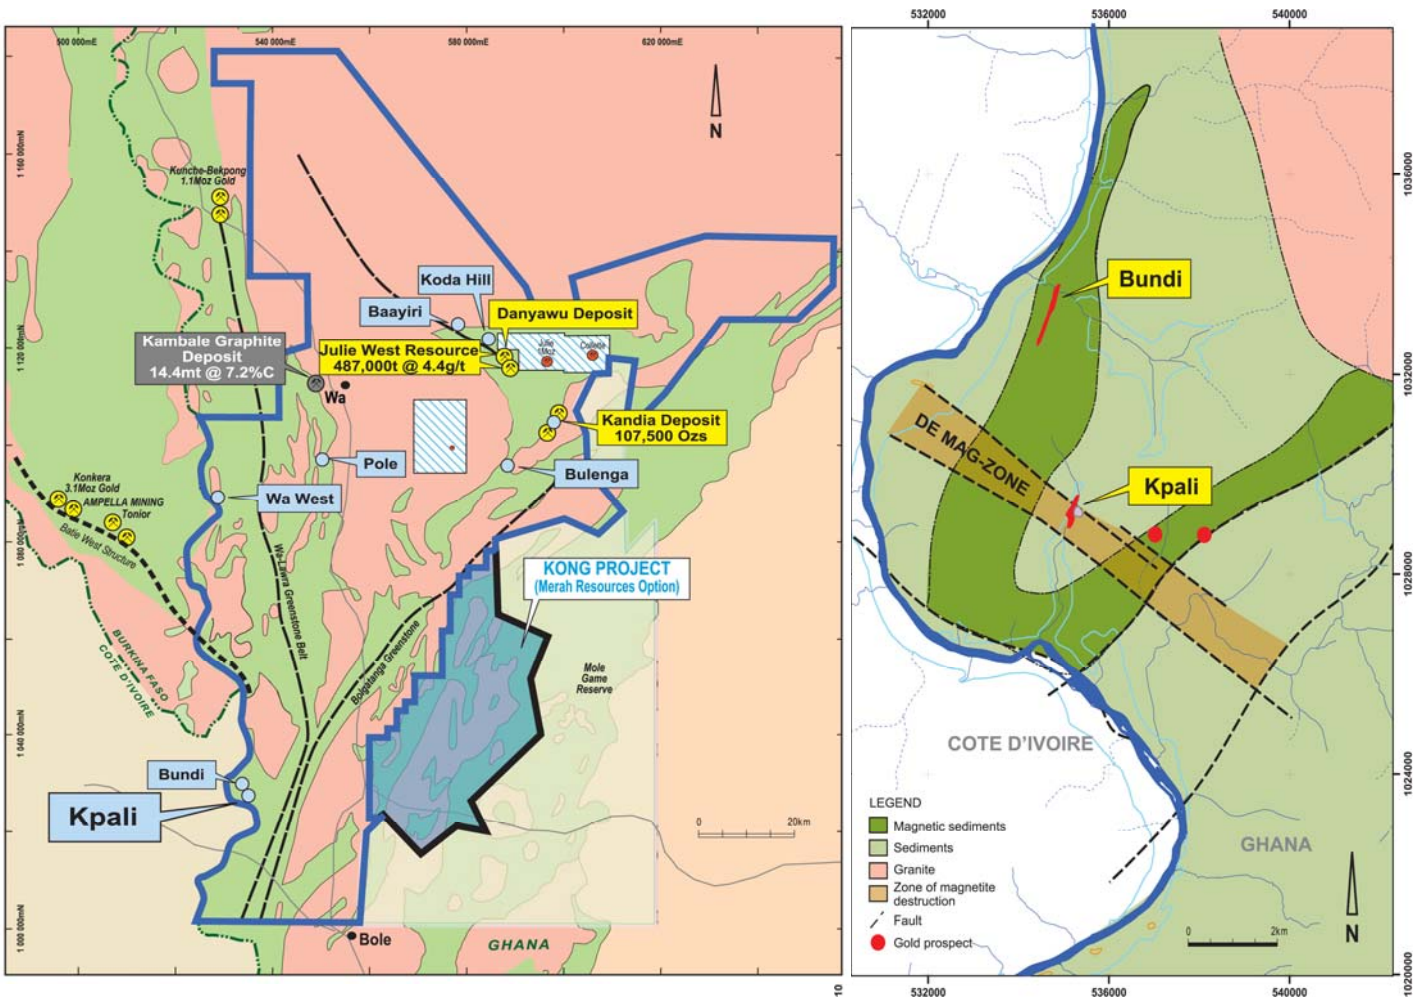 500 000mE
540 000mE
580 000mE
620 000mE
1 160 000mN
1 120 000mN
1 080 000mN
1 040 000mN
1 000 000mN
N
Kunche-Bekpong
1.1Moz Gold
Koda Hill
Baayiri
Danyawu Deposit
Kambale Graphite
Deposit
14.4mt @ 7.2%C
Julie West Resource
487,000t @ 4.4g/t
Julie
1Moz
Collette
Wa
Kandia Deposit
107,500 Ozs
Pole
Bulenga
Wa West
Konkera
3.1Moz Gold
AMPELLA MINING
Tonior
Batie West Structure
Wa-Lawra Greenstone Belt
Bolgatanga Greenstone
KONG PROJECT
(Merah Resources Option)
BURKINA FASO
COTE D'IVOIRE
Mole
Game
Reserve
Bundi
Kpali
0
20km
Bole
GHANA
10
532000
536000
540000
1036000
1032000
1028000
1024000
1020000
Bundi
DE MAG-ZONE
Kpali
COTE D'IVOIRE
GHANA
LEGEND
Magnetic sediments
Sediments
Granite
Zone of magnetite
destruction
Fault
Gold prospect
0
2km
N
532000
536000
540000